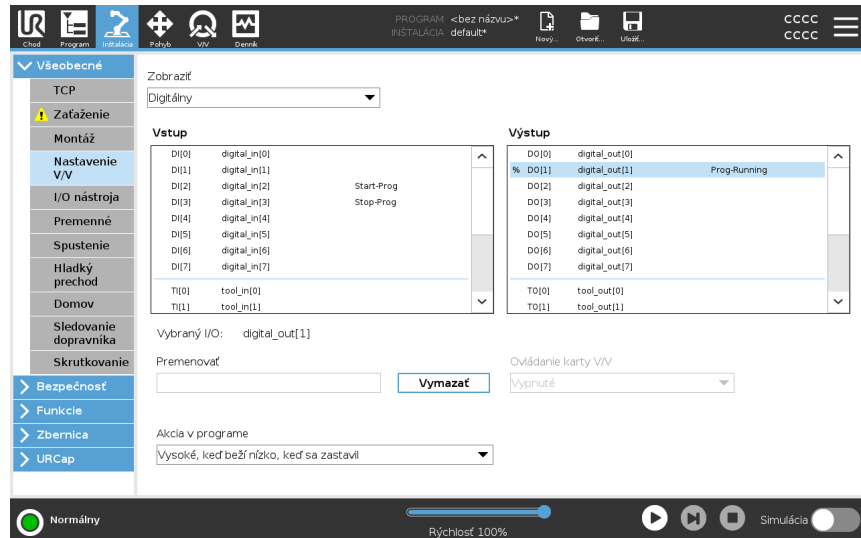 UR
Chod
Program
Inštalácia
Pohyb
V/V
Denník
PROGRAM <bez názvu>*
INŠTALÁCIA default*
Nový...
Otvoriť...
Uložiť...
CCCC
CCCC
Všeobecné
TCP
Zaťaženie
Montáž
Nastavenie
V/V
I/O nástroja
Premenné
Spustenie
Hladký
prechod
Domov
Sledovanie
dopravníka
Skrutkovanie
Bezpečnosť
Funkcie
Zbernica
URCap
Zobraziť
Digitálny
Vstup
DI[0] digital_in[0]
DI[1] digital_in[1]
DI[2] digital_in[2] Start-Prog
DI[3] digital_in[3] Stop-Prog
DI[4] digital_in[4]
DI[5] digital_in[5]
DI[6] digital_in[6]
DI[7] digital_in[7]
TI[0] tool_in[0]
TI[1] tool_in[1]
Výstup
DO[0] digital_out[0]
% DO[1] digital_out[1] Prog-Running
DO[2] digital_out[2]
DO[3] digital_out[3]
DO[4] digital_out[4]
DO[5] digital_out[5]
DO[6] digital_out[6]
DO[7] digital_out[7]
TO[0] tool_out[0]
TO[1] tool_out[1]
Vybraný I/O: digital_out[1]
Premenovať
Vymazať
Ovládanie karty V/V
Vypnuté
Akcia v programe
Vysoké, keď beží nízko, keď sa zastavil
Normálny
Rýchlosť 100%
Simulácia